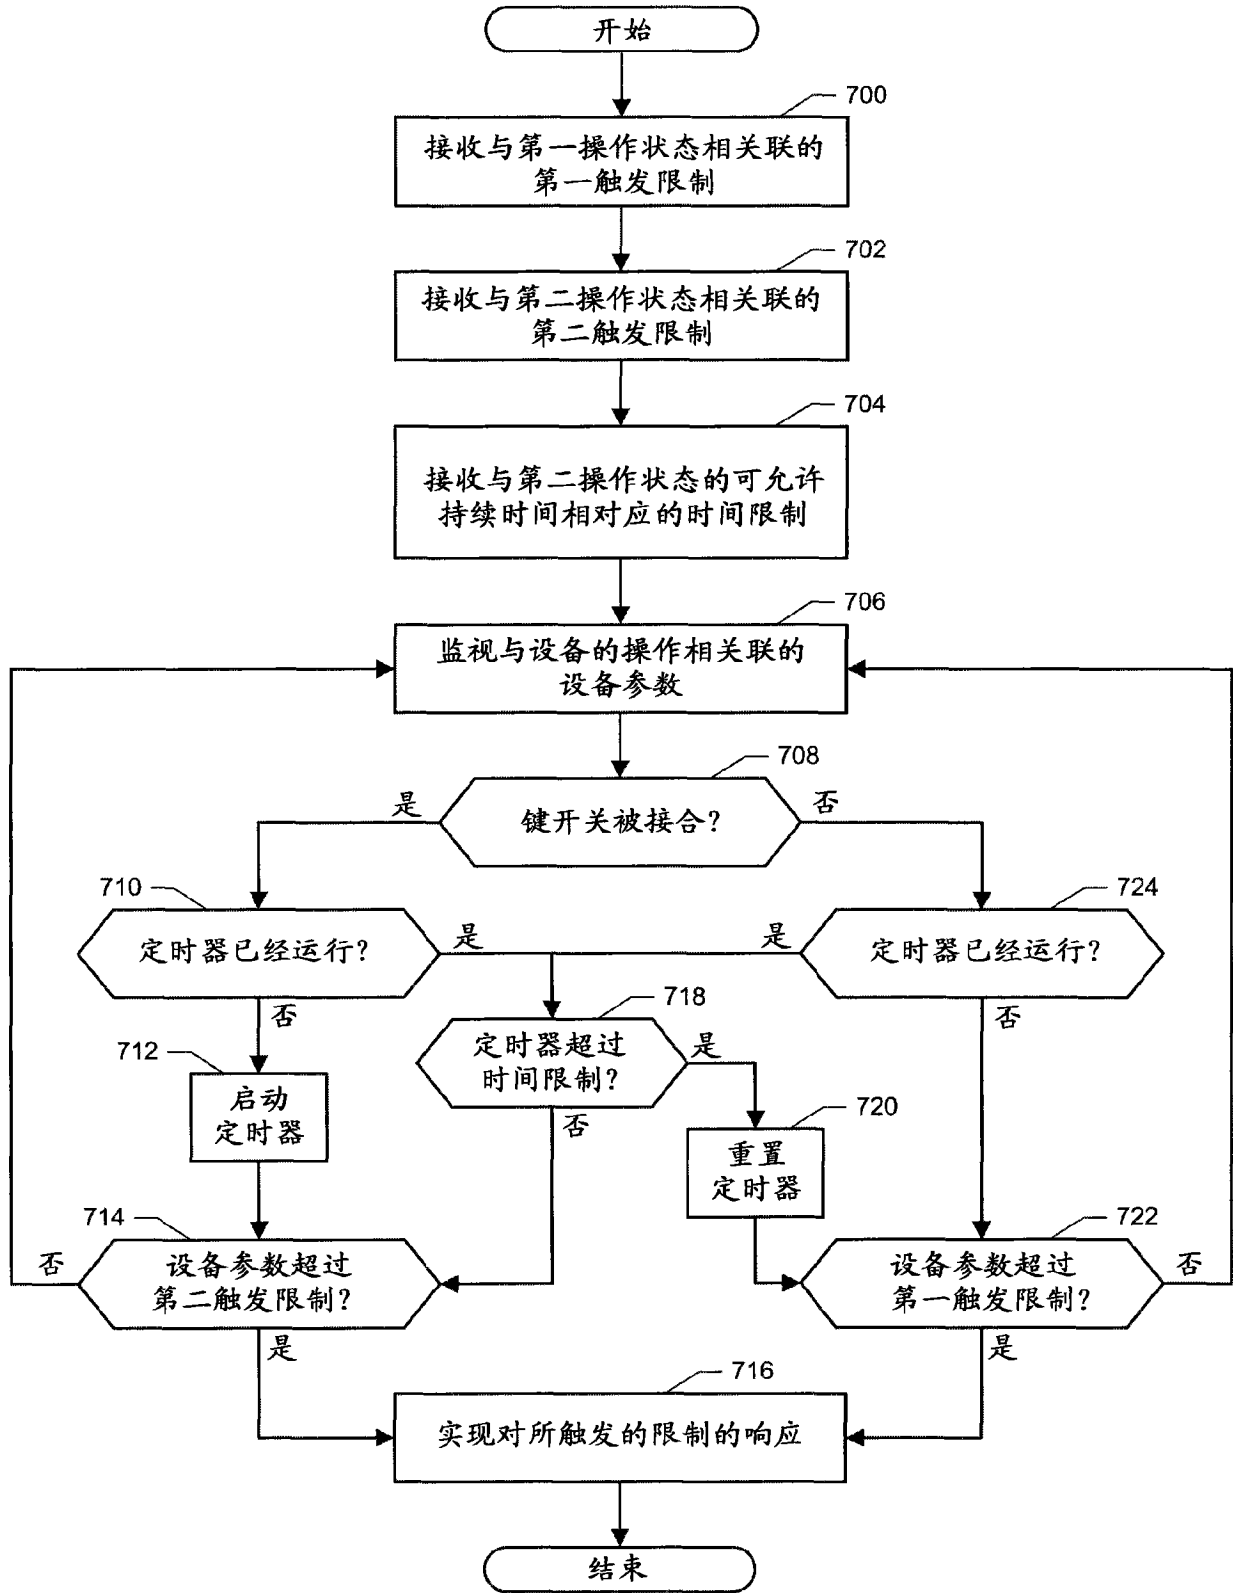 开始
700
接收与第一操作状态相关联的
第一触发限制
702
接收与第二操作状态相关联的
第二触发限制
704
接收与第二操作状态的可允许
持续时间相对应的时间限制
706
监视与设备的操作相关联的
设备参数
708
键开关被接合?
是
否
710
定时器已经运行?
是
否
724
定时器已经运行?
是
否
718
定时器超过
时间限制?
是
否
712
启动
定时器
720
重置
定时器
714
设备参数超过
第二触发限制?
否
是
722
设备参数超过
第一触发限制?
否
是
716
实现对所触发的限制的响应
结束